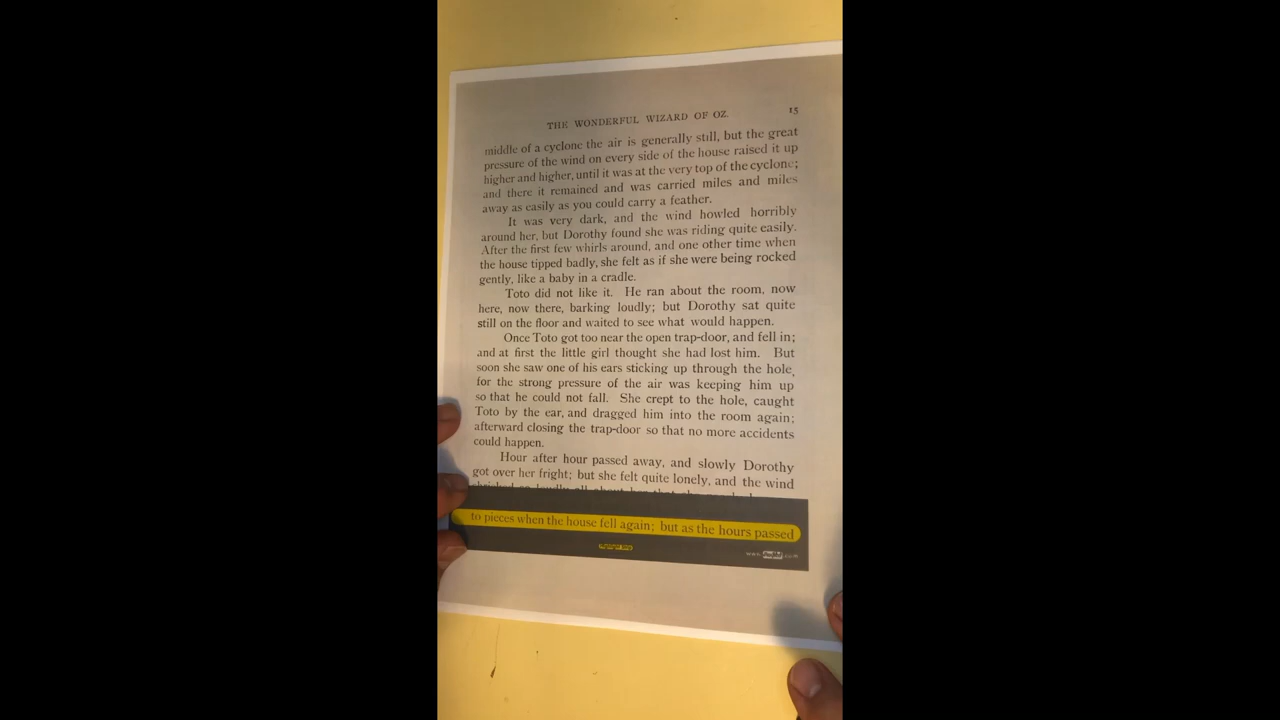 THE WONDERFUL WIZARD OF OZ. 15
middle of a cyclone the air is generally still, but the great
pressure of the wind on every side of the house raised it up
higher and higher, until it was at the very top of the cyclone;
and there it remained and was carried miles and miles
away as easily as you could carry a feather.
It was very dark, and the wind howled horribly
around her, but Dorothy found she was riding quite easily.
After the first few whirls around, and one other time when
the house tipped badly, she felt as if she were being rocked
gently, like a baby in a cradle.
Toto did not like it. He ran about the room, now
here, now there, barking loudly; but Dorothy sat quite
still on the floor and waited to see what would happen.
Once Toto got too near the open trap-door, and fell in;
and at first the little girl thought she had lost him. But
soon she saw one of his ears sticking up through the hole,
for the strong pressure of the air was keeping him up
so that he could not fall. She crept to the hole, caught
Toto by the ear, and dragged him into the room again;
afterward closing the trap-door so that no more accidents
could happen.
Hour after hour passed away, and slowly Dorothy
got over her fright; but she felt quite lonely, and the wind
to pieces when the house fell again; but as the hours passed
www. .com